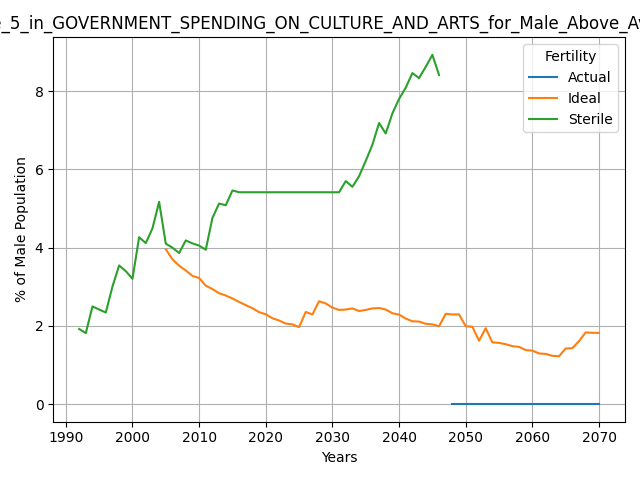 _5_in_GOVERNMENT_SPENDING_ON_CULTURE_AND_ARTS_for_Male_Above_A
Fertility
Actual
Ideal
Sterile
% of Male Population
8
6
4
2
0
1990 2000 2010 2020 2030 2040 2050 2060 2070
Years